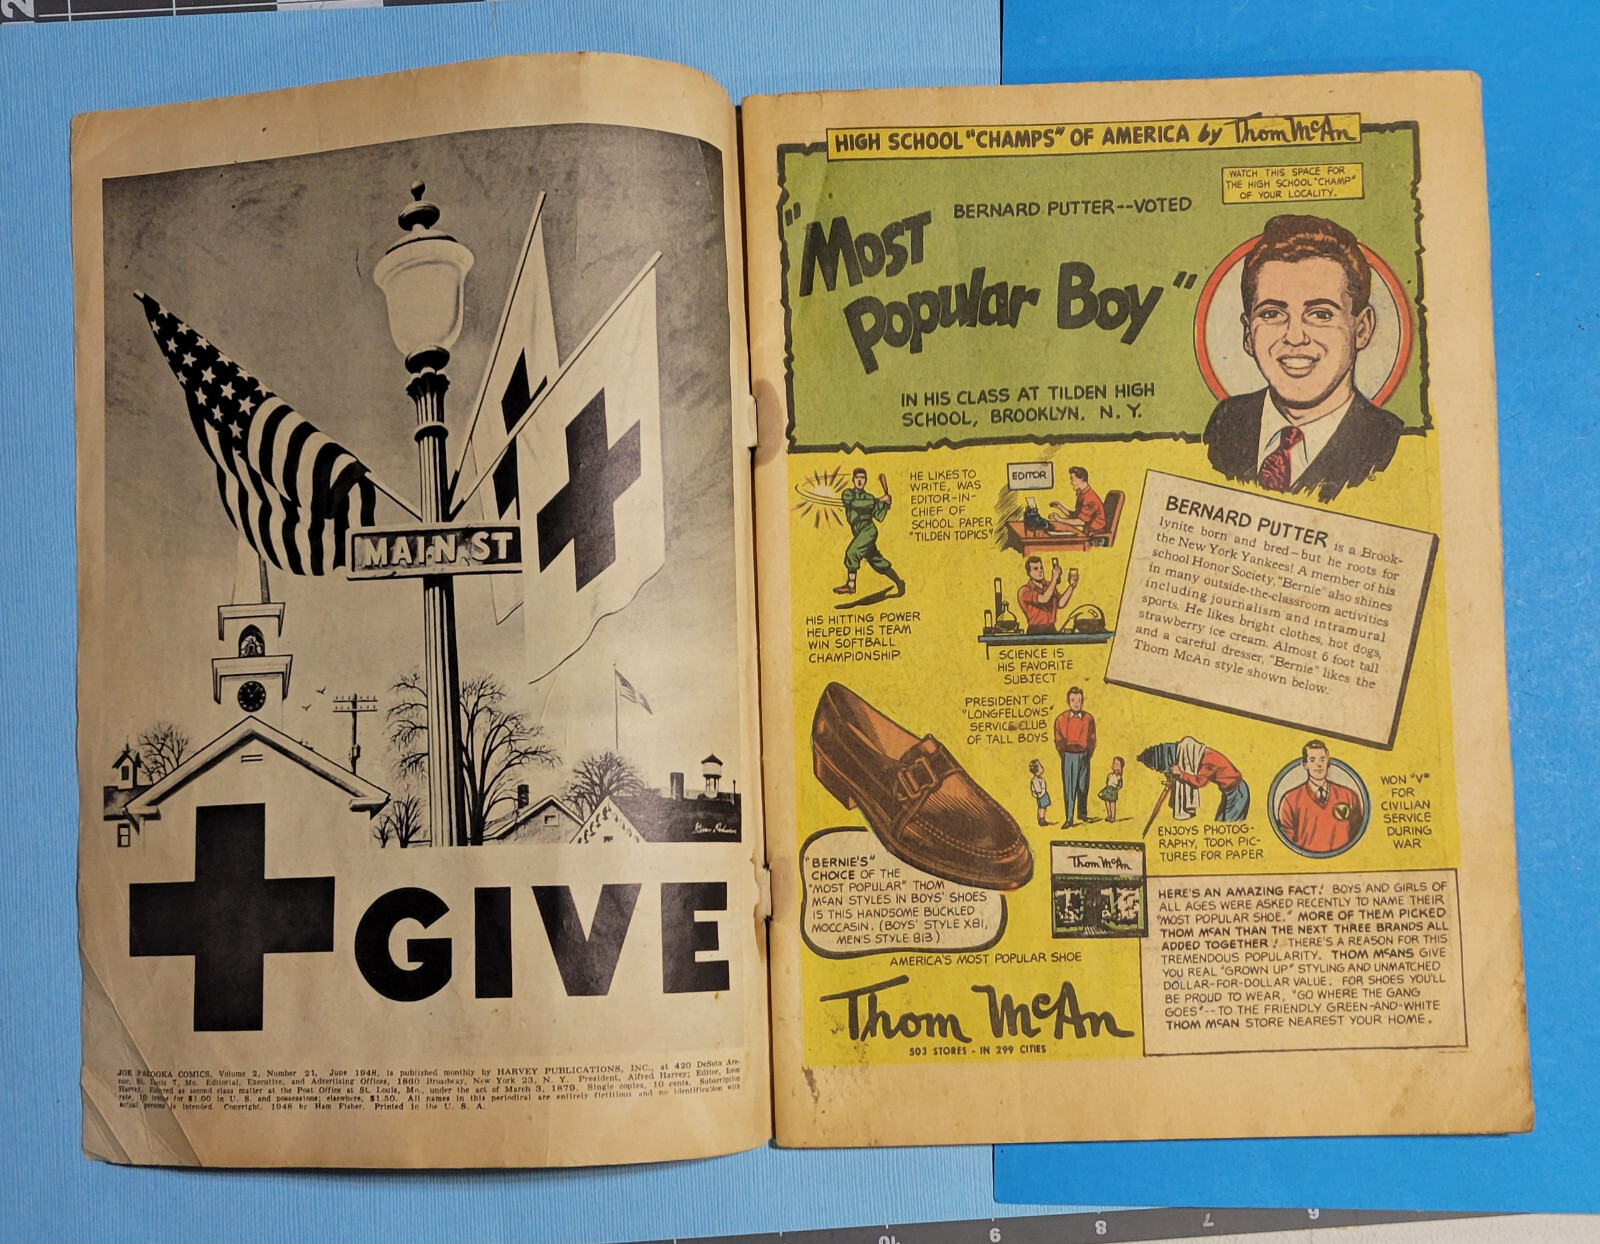 MAIN ST
GIVE
JOE PALOOKA COMICS, Volume 2, Number 21, June 1948, is published monthly by HARVEY PUBLICATIONS, INC., at 420 DeSoto Ave-
nue, St. Louis 7, Mo. Editorial, Executive, and Advertising Offices, 1860 Broadway, New York 23, N. Y. President, Alfred Harvey; Editor, Leon
Harvey. Entered as second class matter at the Post Office at St. Louis, Mo., under the act of March 3, 1879. Single copies, 10 cents. Subscription
rate, 10 issues for $1.00 in U. S. and possessions; elsewhere, $1.50. All names in this periodical are entirely fictitious and no identification with
actual persons is intended. Copyright, 1948 by Ham Fisher. Printed in the U. S. A.
HIGH SCHOOL "CHAMPS" OF AMERICA by Thom McAn
WATCH THIS SPACE FOR
THE HIGH SCHOOL "CHAMP"
OF YOUR LOCALITY.
BERNARD PUTTER--VOTED
"Most
Popular Boy"
IN HIS CLASS AT TILDEN HIGH
SCHOOL, BROOKLYN. N. Y.
HIS HITTING POWER
HELPED HIS TEAM
WIN SOFTBALL
CHAMPIONSHIP.
HE LIKES TO
WRITE, WAS
EDITOR-IN-
CHIEF OF
SCHOOL PAPER
"TILDEN TOPICS"
EDITOR
SCIENCE IS
HIS FAVORITE
SUBJECT
BERNARD PUTTER is a Brook-
lynite born and bred—but he roots for
the New York Yankees! A member of his
school Honor Society, "Bernie" also shines
in many outside-the-classroom activities
including journalism and intramural
sports. He likes bright clothes, hot dogs,
strawberry ice cream. Almost 6 foot tall
and a careful dresser, "Bernie" likes the
Thom McAn style shown below.
PRESIDENT OF
"LONGFELLOWS"
SERVICE CLUB
OF TALL BOYS
ENJOYS PHOTOG-
RAPHY, TOOK PIC-
TURES FOR PAPER
V
WON "V"
FOR
CIVILIAN
SERVICE
DURING
WAR
"BERNIE'S"
CHOICE OF THE
"MOST POPULAR" THOM
McAN STYLES IN BOYS' SHOES
IS THIS HANDSOME BUCKLED
MOCCASIN. (BOYS' STYLE X81,
MEN'S STYLE 813)
Thom McAn
AMERICA'S MOST POPULAR SHOE
Thom McAn
503 STORES - IN 299 CITIES
HERE'S AN AMAZING FACT! BOYS AND GIRLS OF
ALL AGES WERE ASKED RECENTLY TO NAME THEIR
"MOST POPULAR SHOE." MORE OF THEM PICKED
THOM McAN THAN THE NEXT THREE BRANDS ALL
ADDED TOGETHER! THERE'S A REASON FOR THIS
TREMENDOUS POPULARITY. THOM McANS GIVE
YOU REAL "GROWN UP" STYLING AND UNMATCHED
DOLLAR-FOR-DOLLAR VALUE. FOR SHOES YOU'LL
BE PROUD TO WEAR, "GO WHERE THE GANG
GOES"--TO THE FRIENDLY GREEN-AND-WHITE
THOM McAN STORE NEAREST YOUR HOME.
10 9 8 7 6